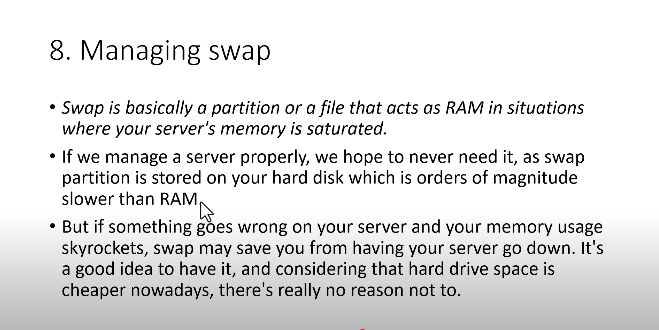 8. Managing swap
• Swap is basically a partition or a file that acts as RAM in situations
where your server's memory is saturated.
• If we manage a server properly, we hope to never need it, as swap
partition is stored on your hard disk which is orders of magnitude
slower than RAM
• But if something goes wrong on your server and your memory usage
skyrockets, swap may save you from having your server go down. It's
a good idea to have it, and considering that hard drive space is
cheaper nowadays, there's really no reason not to.